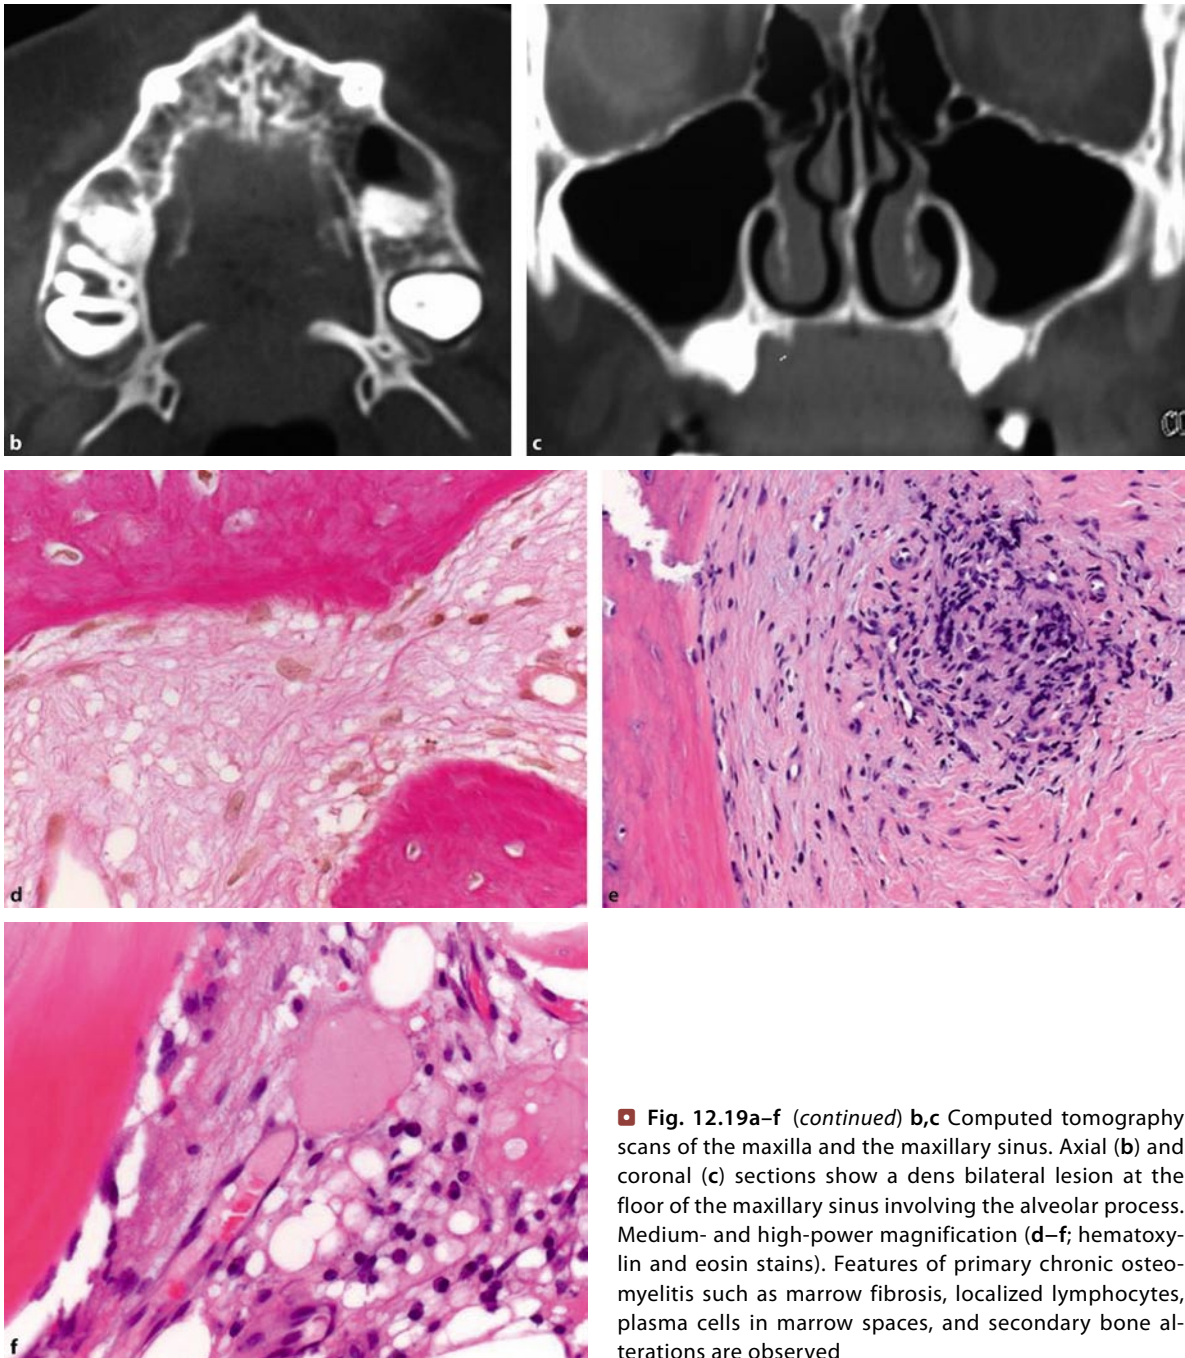 b
c
d
e
f
Fig. 12.19a–f (continued) b,c Computed tomography
scans of the maxilla and the maxillary sinus. Axial (b) and
coronal (c) sections show a dens bilateral lesion at the
floor of the maxillary sinus involving the alveolar process.
Medium- and high-power magnification (d–f; hematoxy-
lin and eosin stains). Features of primary chronic osteo-
myelitis such as marrow fibrosis, localized lymphocytes,
plasma cells in marrow spaces, and secondary bone al-
terations are observed